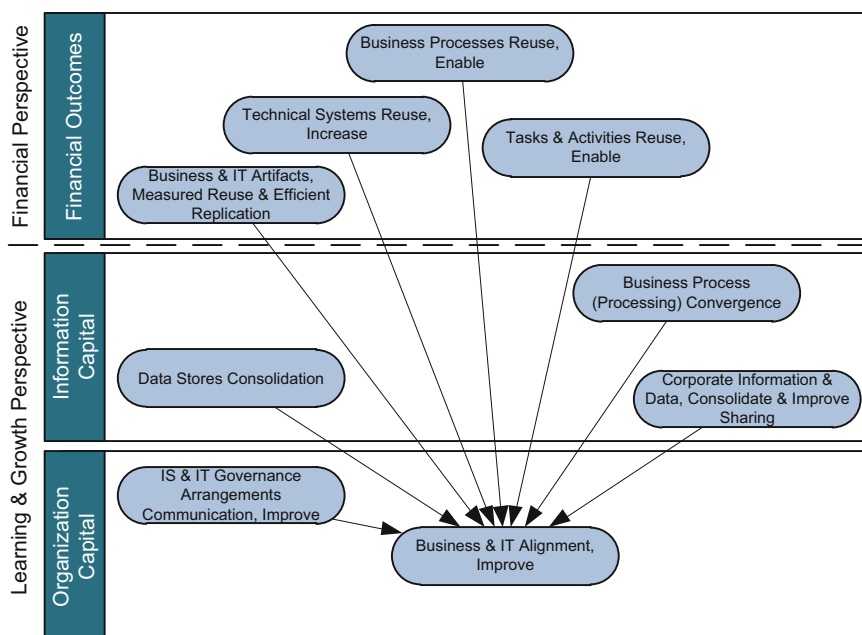 Financial Perspective
Financial Outcomes
Business Processes Reuse,
Enable
Technical Systems Reuse,
Increase
Tasks & Activities Reuse,
Enable
Business & IT Artifacts,
Measured Reuse & Efficient
Replication
Learning & Growth Perspective
Information
Capital
Business Process
(Processing) Convergence
Data Stores Consolidation
Corporate Information &
Data, Consolidate & Improve
Sharing
Organization
Capital
IS & IT Governance
Arrangements
Communication, Improve
Business & IT Alignment,
Improve